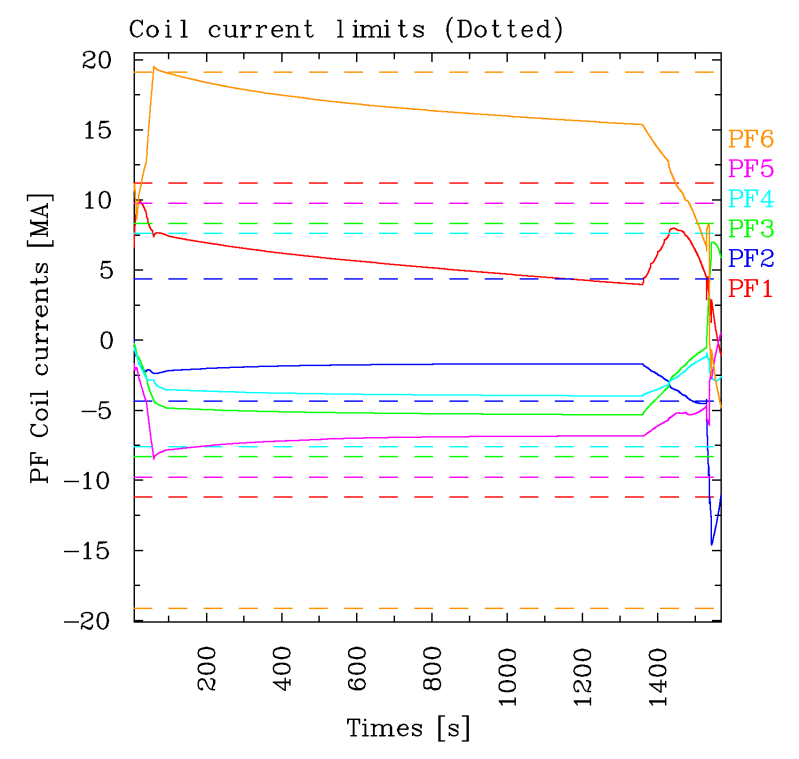 Coil current limits (Dotted)
20
15
10
5
0
−5
−10
−15
−20
PF Coil currents [MA]
PF6
PF5
PF4
PF3
PF2
PF1
200
400
600
800
1000
1200
1400
Times [s]